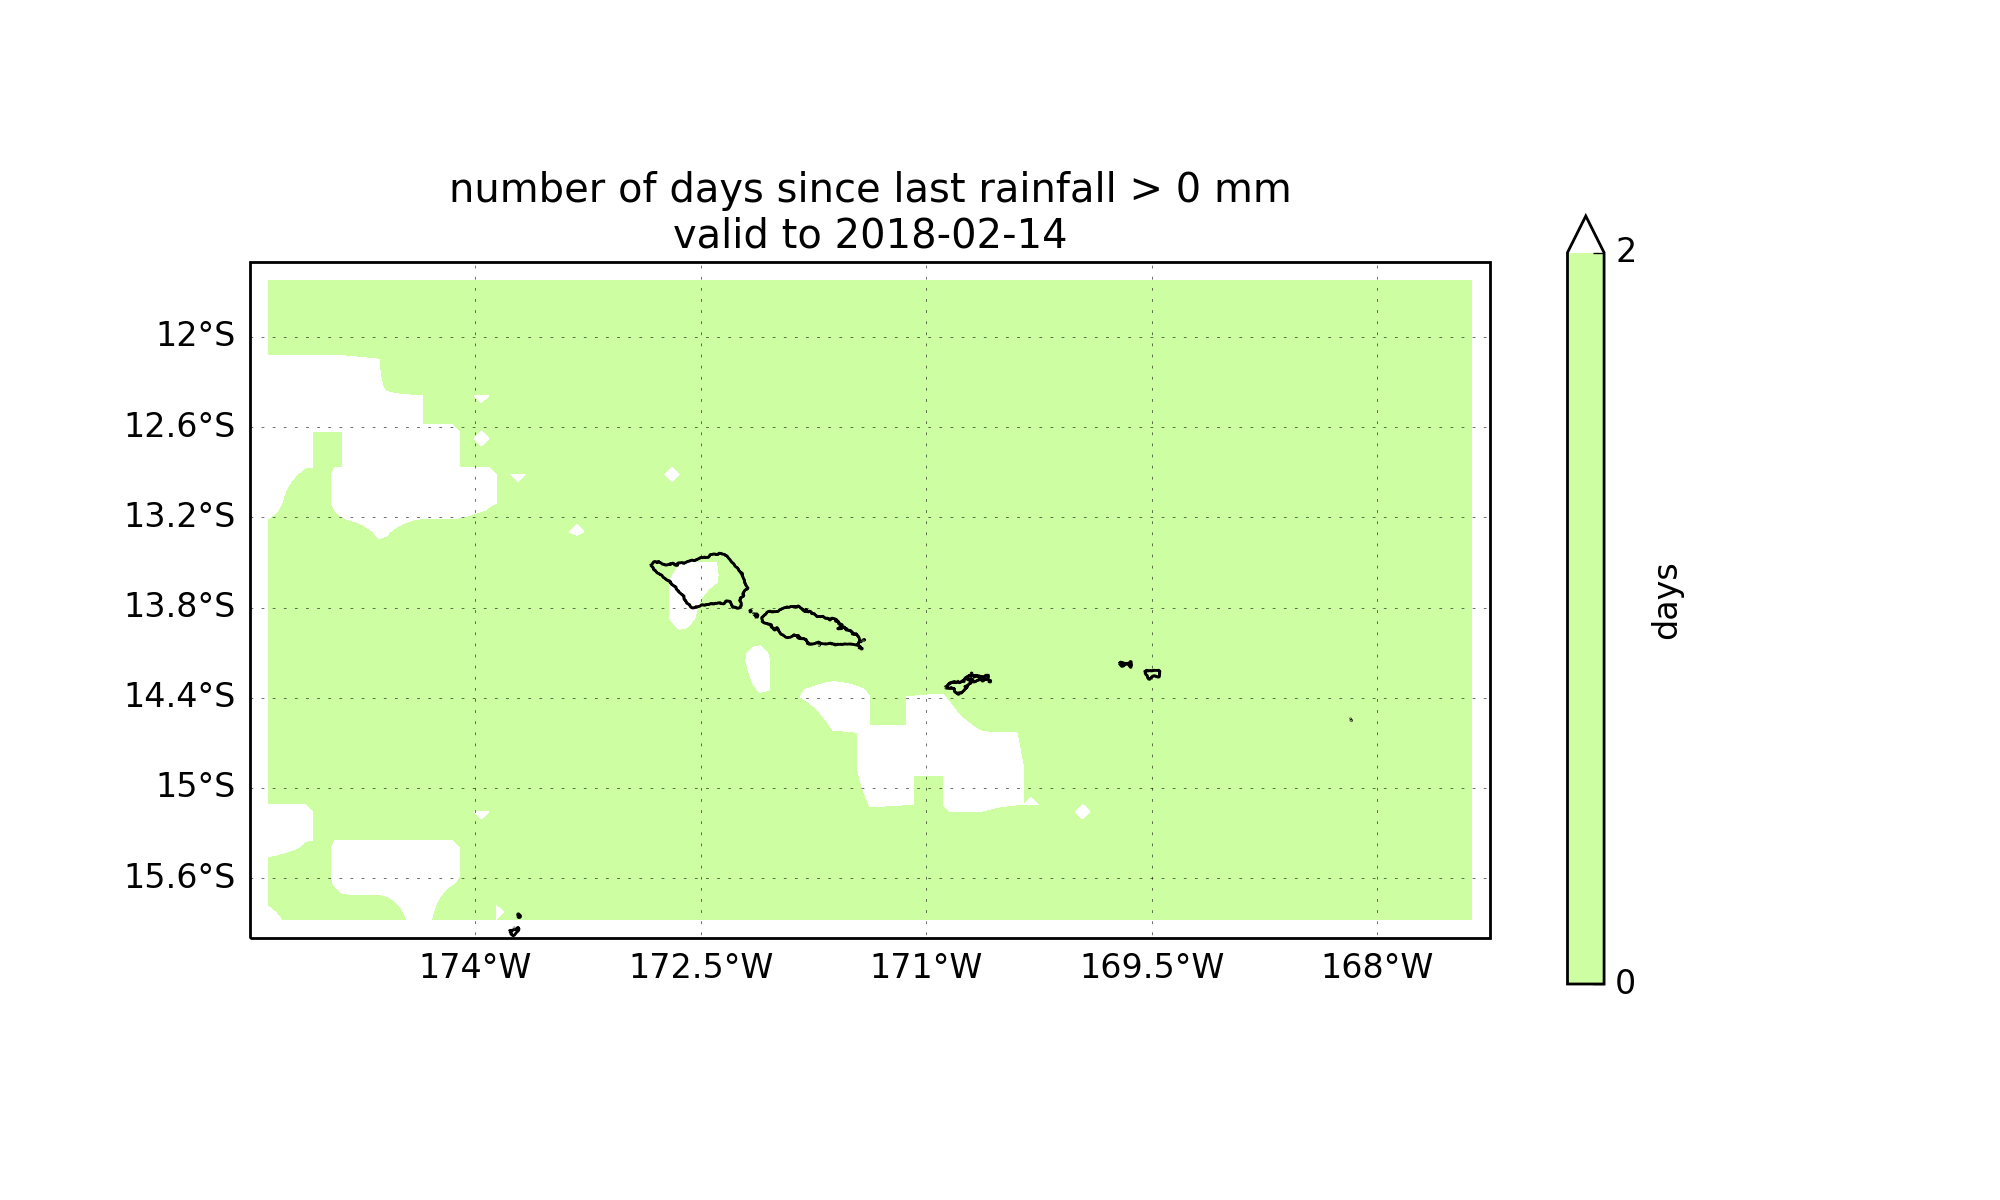 number of days since last rainfall > 0 mm
valid to 2018-02-14
2
12°S
12.6°S
13.2°S
13.8°S
14.4°S
15°S
15.6°S
days
174°W 172.5°W 171°W 169.5°W 168°W
0